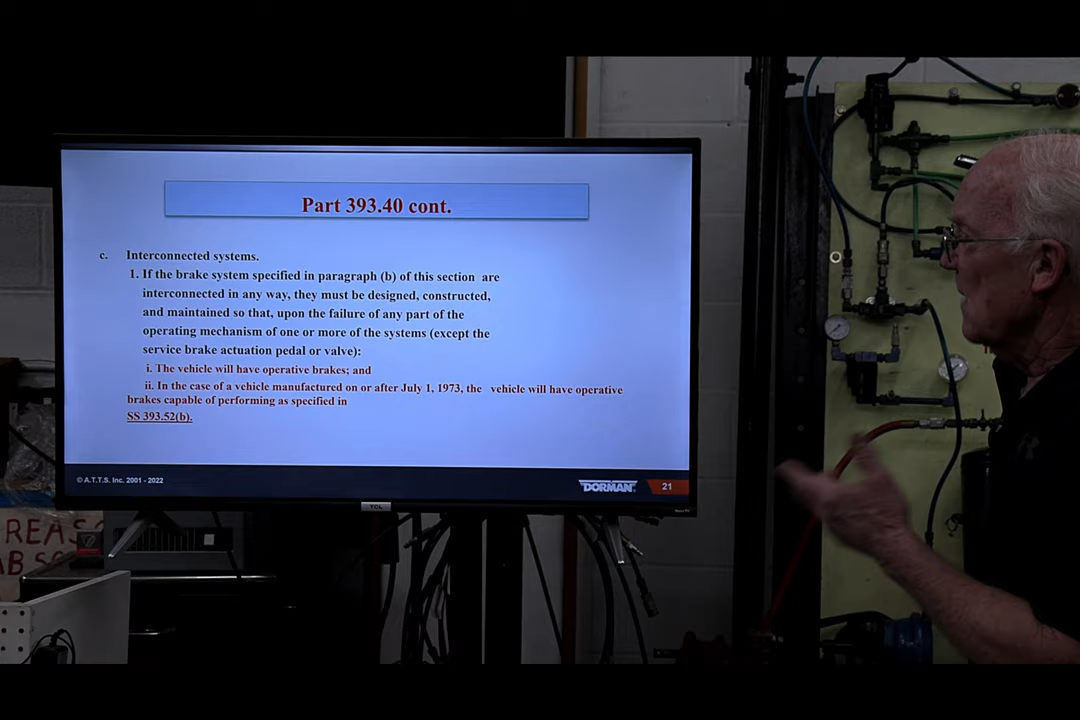 Part 393.40 cont.
c. Interconnected systems.
1. If the brake system specified in paragraph (b) of this section are
interconnected in any way, they must be designed, constructed,
and maintained so that, upon the failure of any part of the
operating mechanism of one or more of the systems (except the
service brake actuation pedal or valve):
i. The vehicle will have operative brakes; and
ii. In the case of a vehicle manufactured on or after July 1, 1973, the vehicle will have operative
brakes capable of performing as specified in
SS 393.52(b).
© A.T.T.S. Inc. 2001 - 2022
DORMAN
21
TCL
REAS
AB S